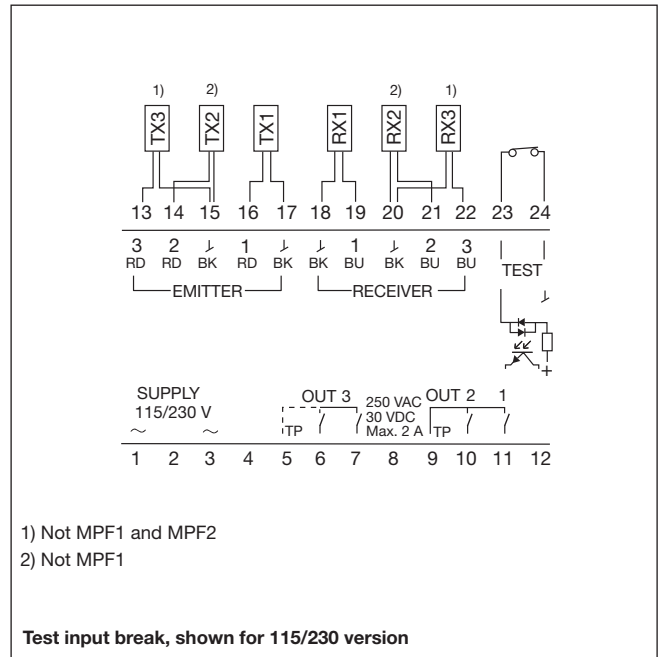 1) 2) 2) 1)
TX3 TX2 TX1 RX1 RX2 RX3
13 14 15 16 17 18 19 20 21 22 23 24
3 2 1 1 2 3
RD RD BK RD BK BK BU BK BU BU
TEST
EMITTER RECEIVER
+
SUPPLY
115/230 V
~ ~
OUT 3 250 VAC OUT 2 1
30 VDC
TP Max. 2 A TP
1 2 3 4 5 6 7 8 9 10 11 12
1) Not MPF1 and MPF2
2) Not MPF1
Test input break, shown for 115/230 version